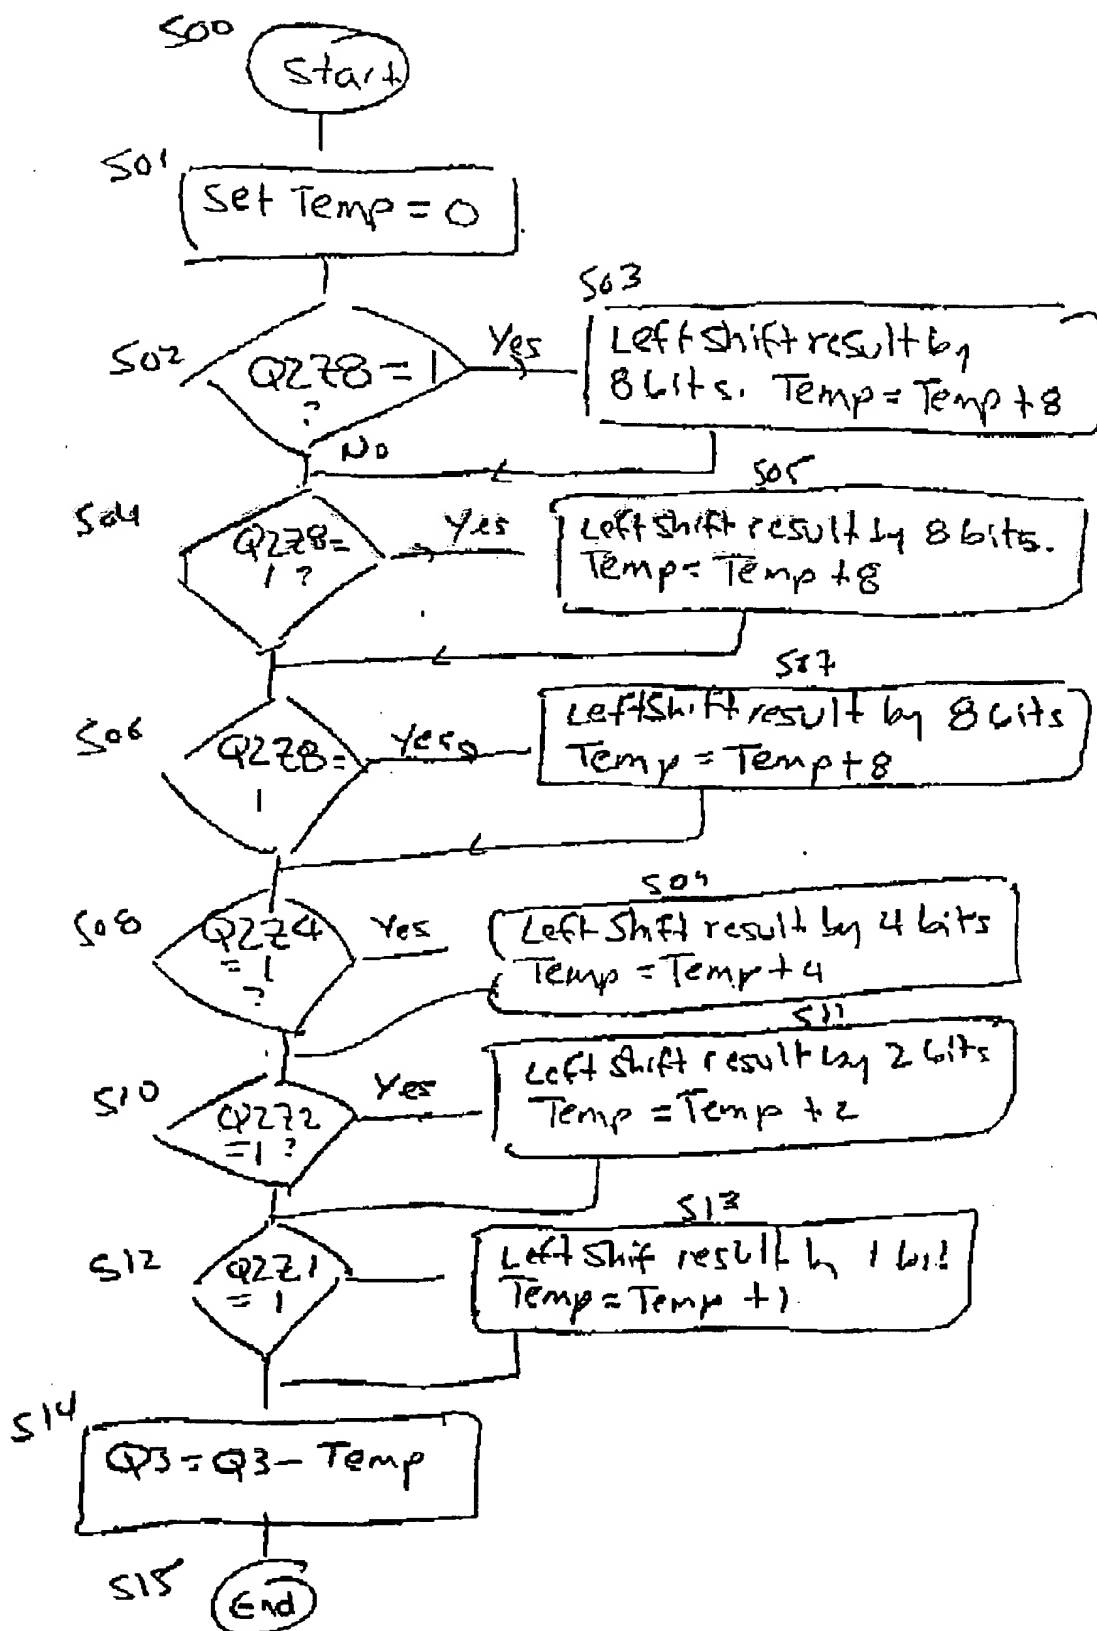 S00
Start
S01
Set Temp = 0
S02
Q2Z8 = 1
?
Yes
No
S03
Left shift result by
8 bits. Temp = Temp + 8
S04
Q2Z8 =
1 ?
Yes
S05
Left shift result by 8 bits.
Temp = Temp + 8
S06
Q2Z8 =
1
Yes
S07
Left Shift result by 8 bits
Temp = Temp + 8
S08
Q2Z4
= 1
?
Yes
S09
Left Shift result by 4 bits
Temp = Temp + 4
S10
Q2Z2
= 1 ?
Yes
S11
Left shift result by 2 bits
Temp = Temp + 2
S12
Q2Z1
= 1
S13
Left Shif result by 1 bit
Temp = Temp + 1
S14
Q3 = Q3 - Temp
S15
End